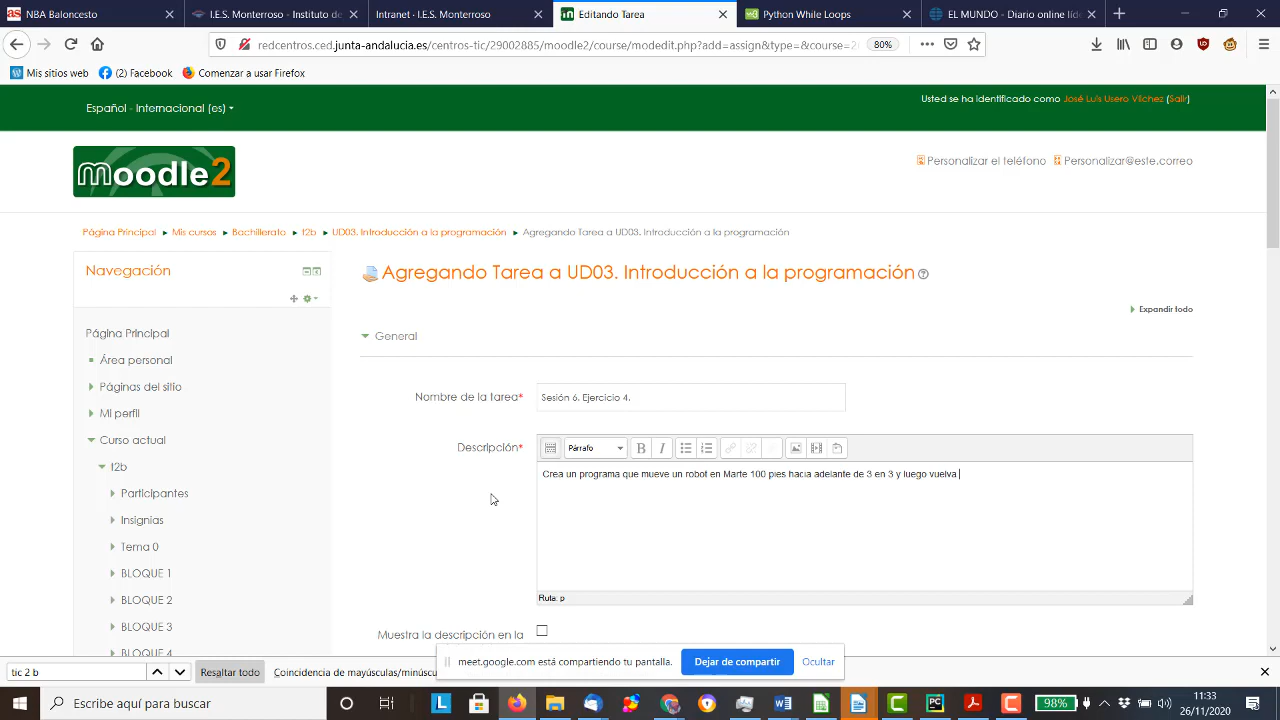 NBA Baloncesto
I.E.S. Monterroso - Instituto de
Intranet - I.E.S. Monterroso
Editando Tarea
Python While Loops
EL MUNDO - Diario online líde
redcentros.ced.junta-andalucia.es/centros-tic/29002885/moodle2/course/modedit.php?add=assign&type=&course=2
80%
Mis sitios web
(2) Facebook
Comenzar a usar Firefox
Español - Internacional (es)
Usted se ha identificado como José Luis Usero Vílchez (Salir)
moodle2
Personalizar el teléfono
Personalizar@este.correo
Página Principal ► Mis cursos ► Bachillerato ► t2b ► UD03. Introducción a la programación ► Agregando Tarea a UD03. Introducción a la programación
Navegación
Agregando Tarea a UD03. Introducción a la programación
Expandir todo
Página Principal
General
Área personal
Páginas del sitio
Nombre de la tarea*
Sesión 6. Ejercicio 4.
Mi perfil
Curso actual
Descripción*
Párrafo
B I
t2b
Crea un programa que mueve un robot en Marte 100 pies hacia adelante de 3 en 3 y luego vuelva
Participantes
Insignias
Tema 0
BLOQUE 1
BLOQUE 2
Ruta: p
BLOQUE 3
Muestra la descripción en la
BLOQUE 4
meet.google.com está compartiendo tu pantalla.
Dejar de compartir
Ocultar
tic 2 b
Resaltar todo
Coincidencia de mayúsculas/minúscu
Escribe aquí para buscar
98%
11:33
26/11/2020